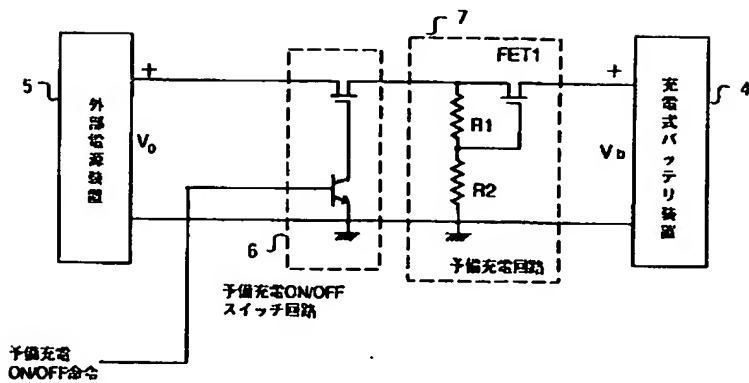 7
FET1
5
+
外部電源装置
V₀
R1
R2
+
Vb
充電式バッテリ装置
4
6
予備充電回路
予備充電ON/OFF
スイッチ回路
予備充電
ON/OFF命令